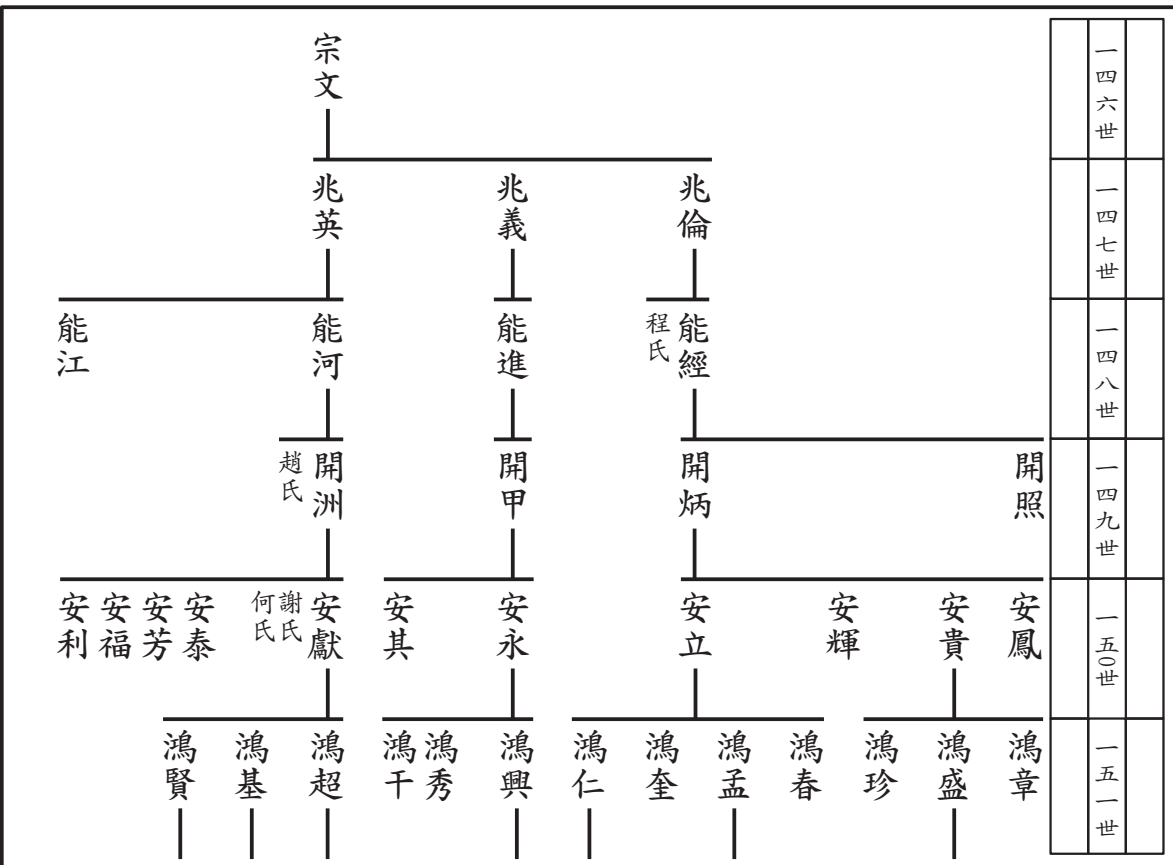 一四六世
宗文
一四七世
兆倫
兆義
兆英
一四八世
能經
程氏
能進
能河
能江
一四九世
開照
開炳
開甲
開洲
趙氏
一五〇世
安鳳
安貴
安輝
安立
安永
安其
安獻
謝氏
何氏
安泰
安芳
安福
安利
一五一世
鴻章
鴻盛
鴻珍
鴻春
鴻孟
鴻奎
鴻仁
鴻興
鴻秀
鴻干
鴻超
鴻基
鴻賢